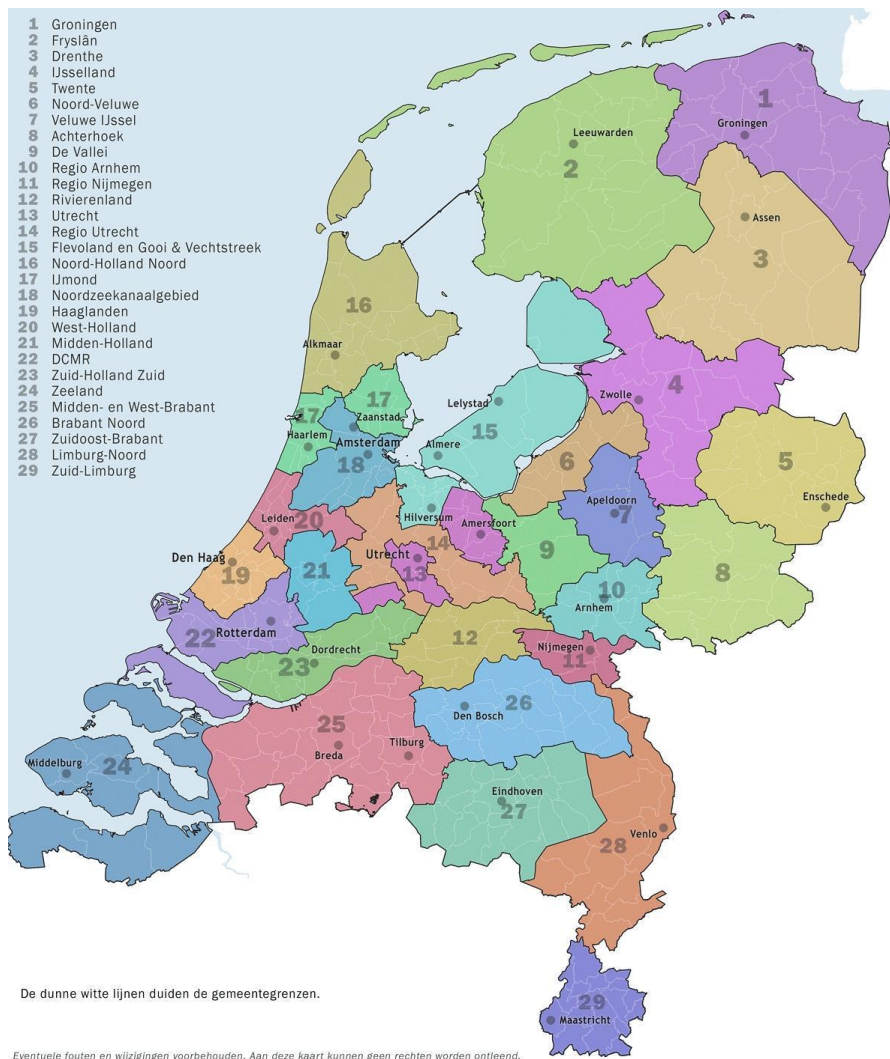 1 Groningen
2 Fryslân
3 Drenthe
4 IJsselland
5 Twente
6 Noord-Veluwe
7 Veluwe IJssel
8 Achterhoek
9 De Vallei
10 Regio Arnhem
11 Regio Nijmegen
12 Rivierenland
13 Utrecht
14 Regio Utrecht
15 Flevoland en Gooi & Vechtstreek
16 Noord-Holland Noord
17 IJmond
18 Noordzeekanaalgebied
19 Haaglanden
20 West-Holland
21 Midden-Holland
22 DCMR
23 Zuid-Holland Zuid
24 Zeeland
25 Midden- en West-Brabant
26 Brabant Noord
27 Zuidoost-Brabant
28 Limburg-Noord
29 Zuid-Limburg
1
Groningen
Leeuwarden
2
Assen
3
16
Alkmaar
17
17
Zaanstad
Haarlem
Amsterdam
18
Lelystad
15
Almere
Zwolle
4
6
5
Enschede
Apeldoorn
7
Hilversum
Amersfoort
Leiden
20
14
Utrecht
13
Den Haag
19
21
9
10
Arnhem
8
22
Rotterdam
12
Nijmegen
11
Dordrecht
23
26
Den Bosch
25
Tilburg
Breda
Middelburg
24
Eindhoven
27
Venlo
28
29
Maastricht
De dunne witte lijnen duiden de gemeentegrenzen.
Eventuele fouten en wijzigingen voorbehouden. Aan deze kaart kunnen geen rechten worden ontleend.